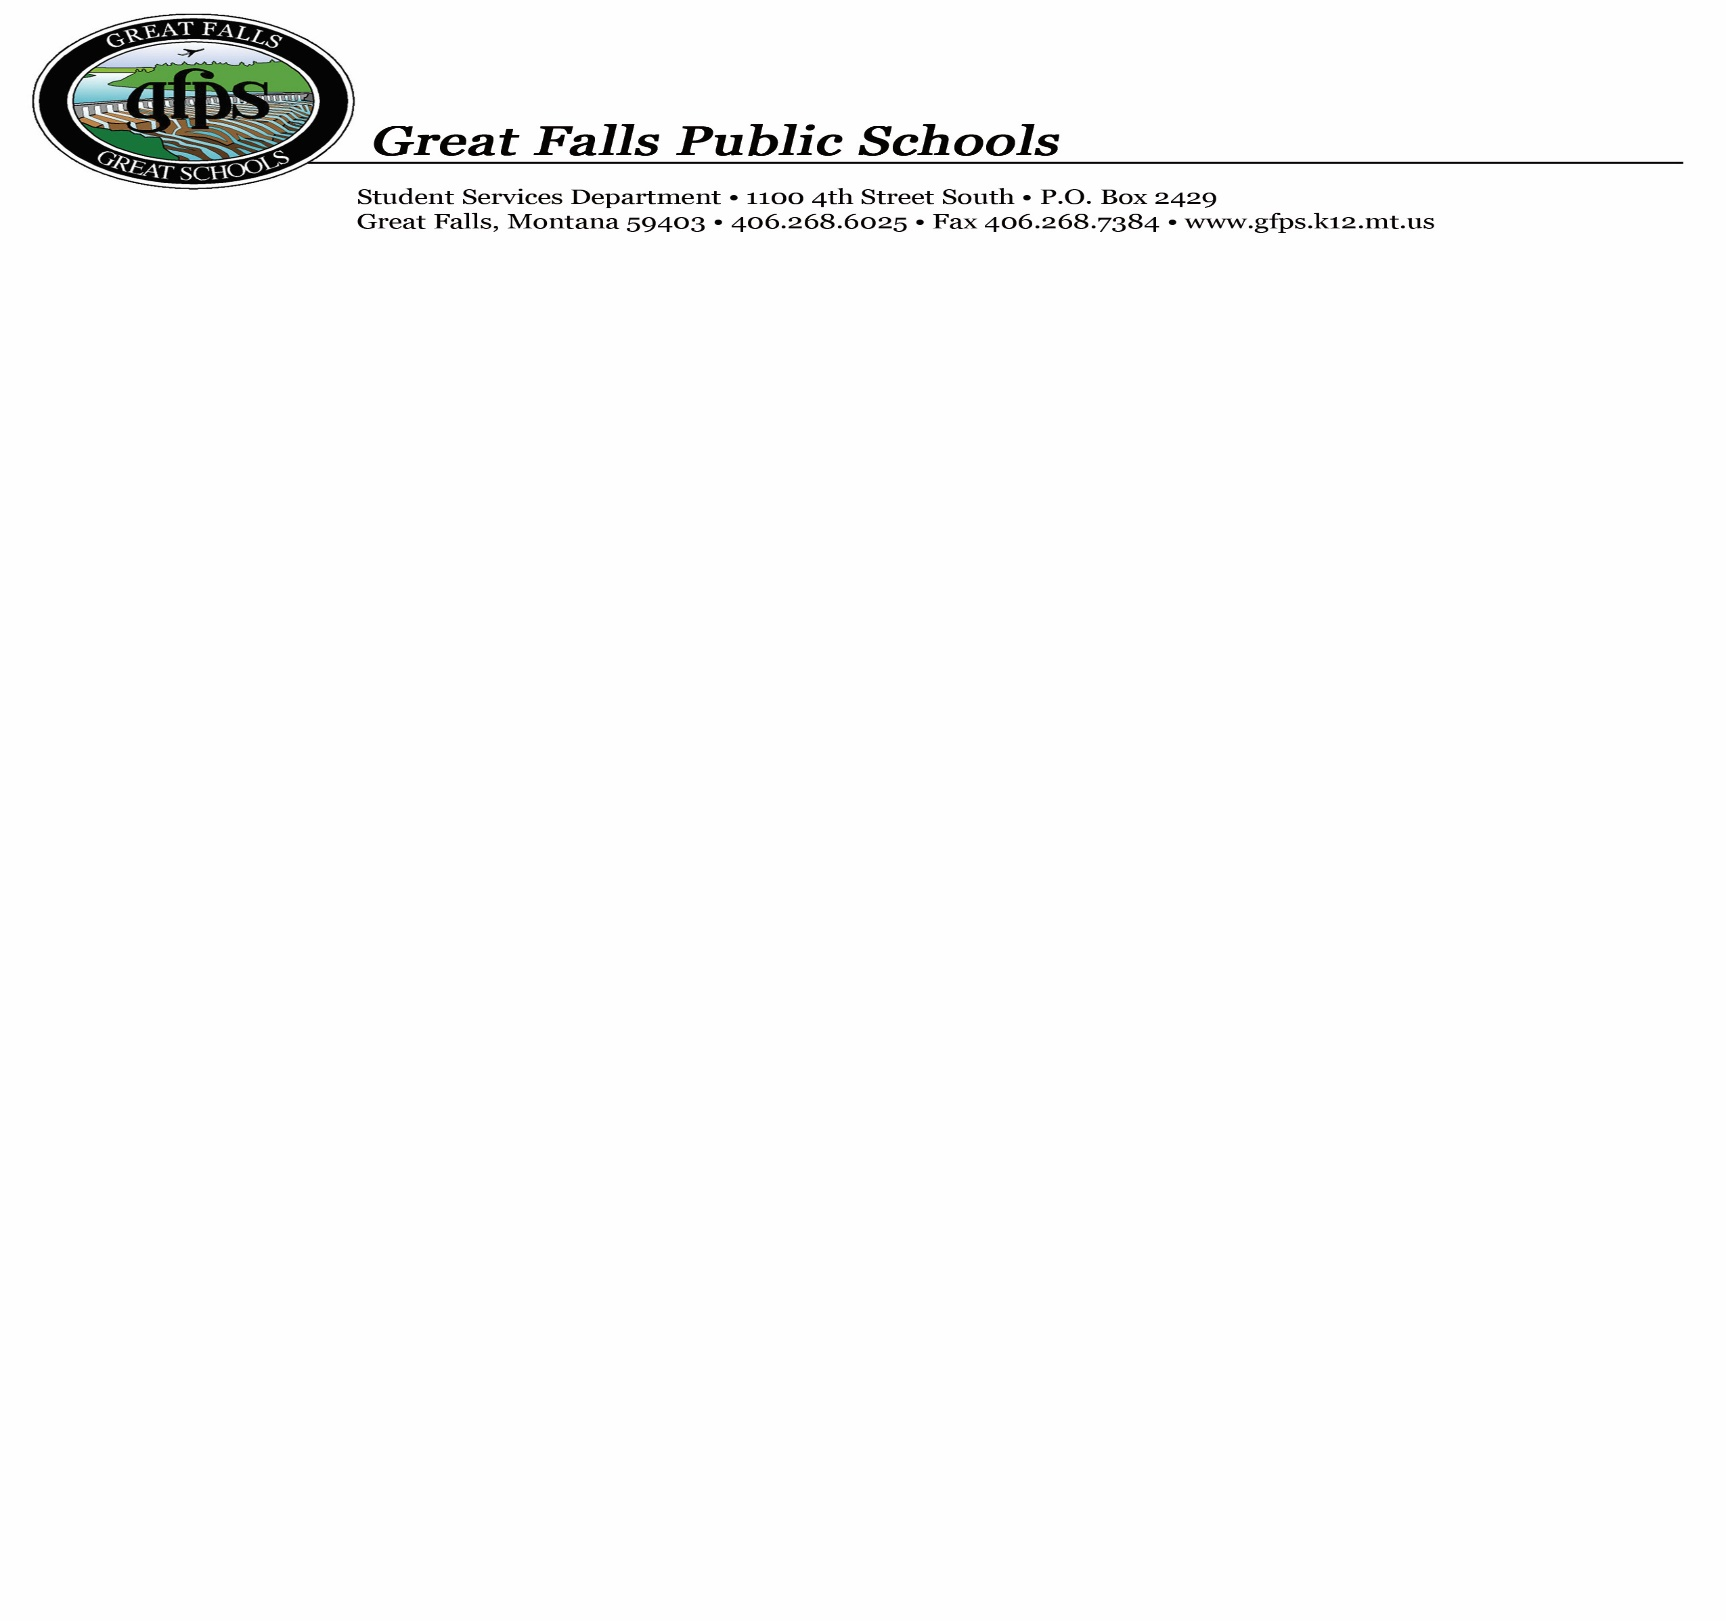 GREAT FALLS
gfps
GREAT SCHOOLS
Great Falls Public Schools
Student Services Department • 1100 4th Street South • P.O. Box 2429
Great Falls, Montana 59403 • 406.268.6025 • Fax 406.268.7384 • www.gfps.k12.mt.us